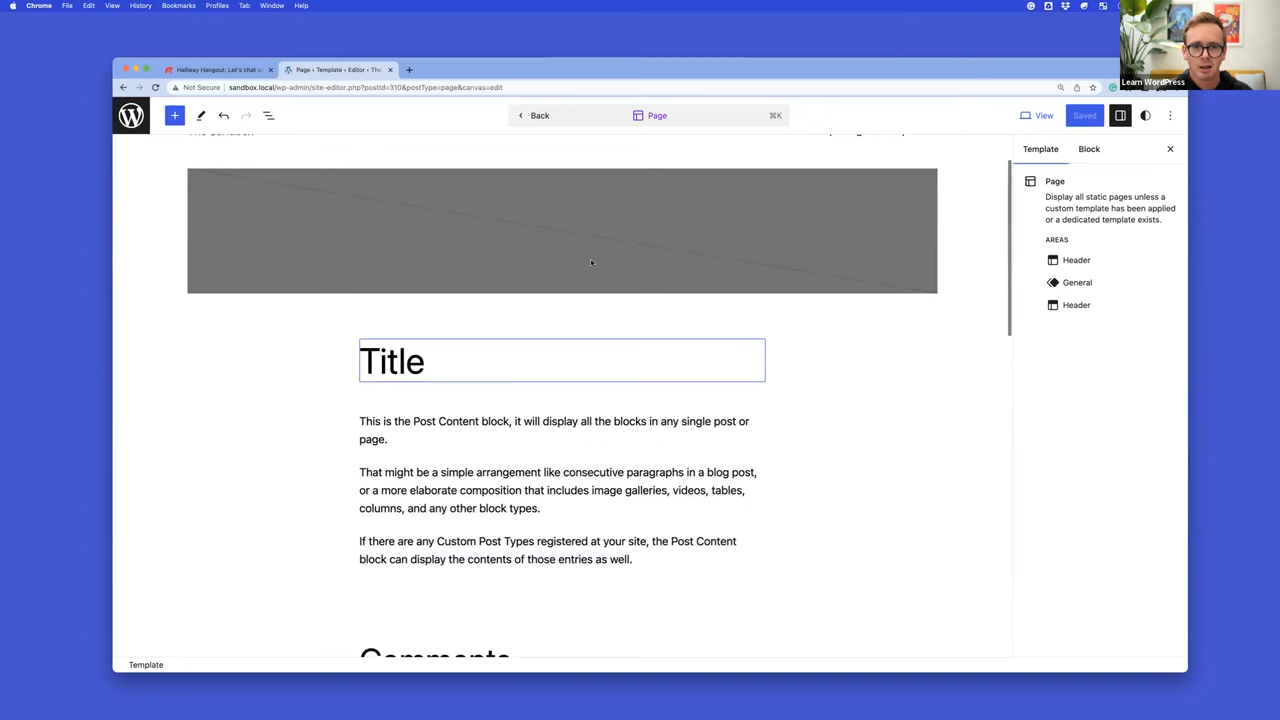 Chrome File Edit View History Bookmarks Profiles Tab Window Help
Learn WordPress
Hallway Hangout: Let's chat a
Page ‹ Template ‹ Editor ‹ The
Not Secure sandbox.local/wp-admin/site-editor.php?postId=310&postType=page&canvas=edit
Back Page ⌘K View Saved
Template Block
Page
Display all static pages unless a
custom template has been applied
or a dedicated template exists.
AREAS
Header
General
Header
Title
This is the Post Content block, it will display all the blocks in any single post or
page.
That might be a simple arrangement like consecutive paragraphs in a blog post,
or a more elaborate composition that includes image galleries, videos, tables,
columns, and any other block types.
If there are any Custom Post Types registered at your site, the Post Content
block can display the contents of those entries as well.
Comments
Template